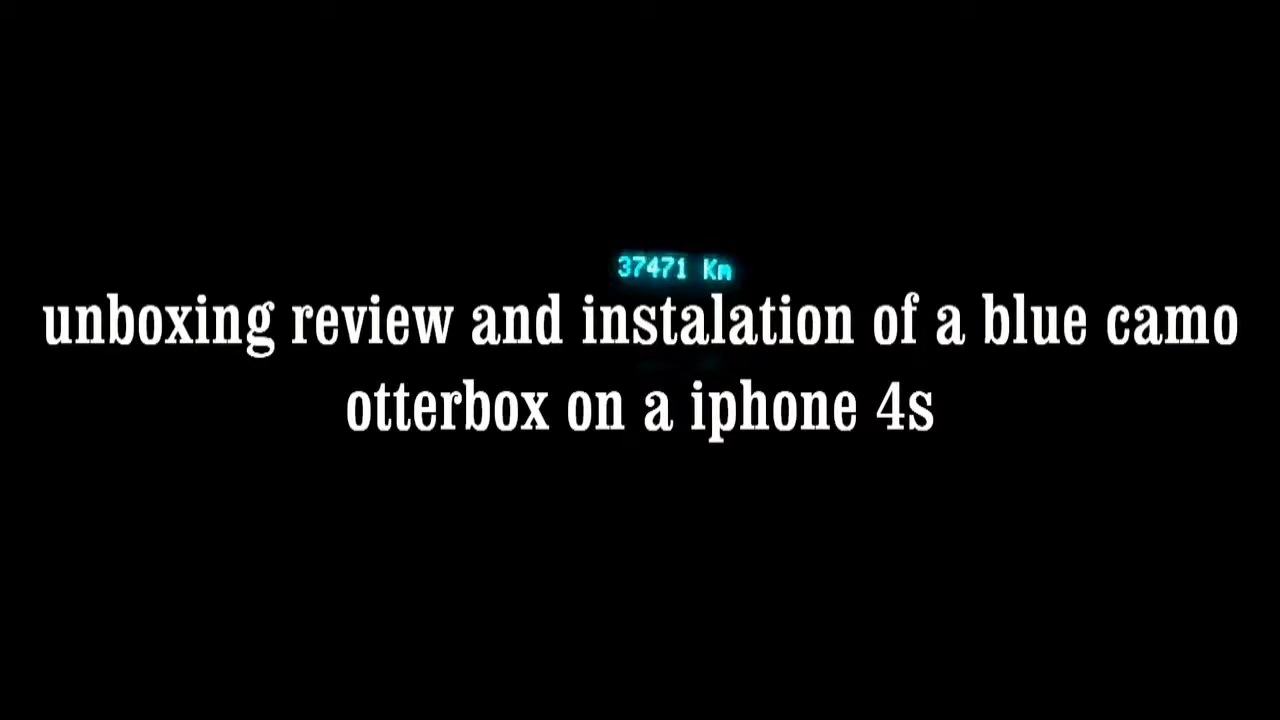 37471 Km
unboxing review and instalation of a blue camo
otterbox on a iphone 4s